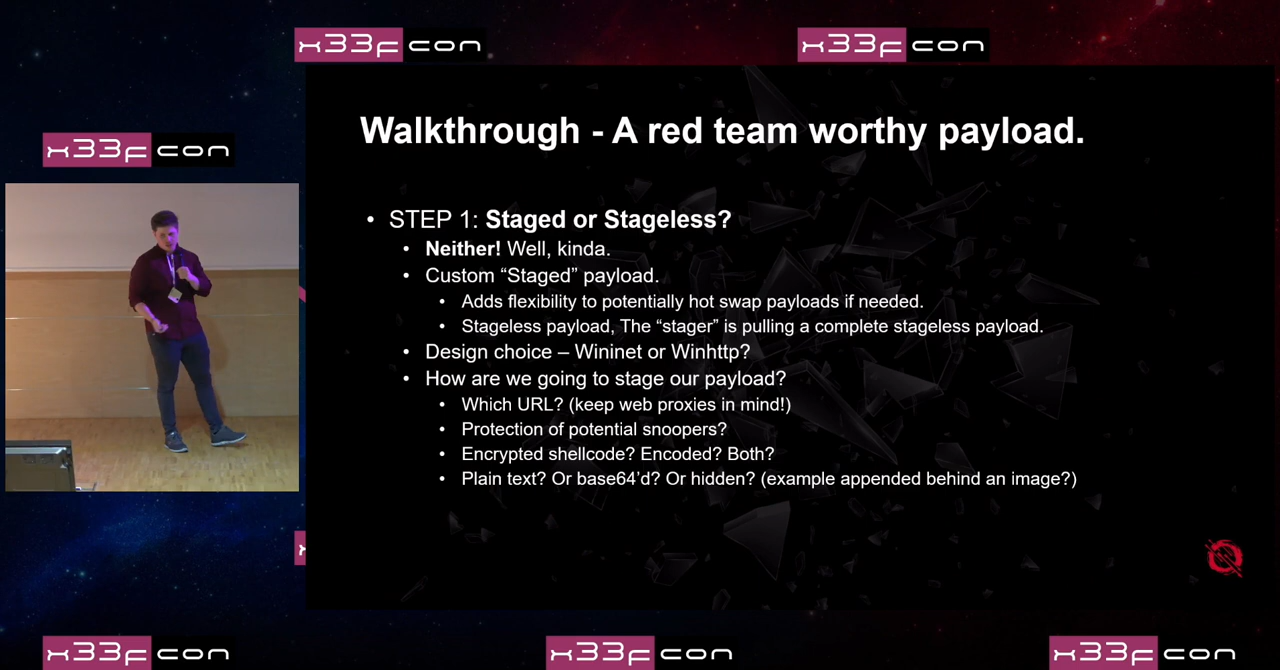 x33fcon
x33fcon
x33fcon
Walkthrough - A red team worthy payload.
• STEP 1: Staged or Stageless?
• Neither! Well, kinda.
• Custom “Staged” payload.
• Adds flexibility to potentially hot swap payloads if needed.
• Stageless payload, The “stager” is pulling a complete stageless payload.
• Design choice – Wininet or Winhttp?
• How are we going to stage our payload?
• Which URL? (keep web proxies in mind!)
• Protection of potential snoopers?
• Encrypted shellcode? Encoded? Both?
• Plain text? Or base64’d? Or hidden? (example appended behind an image?)
x33fcon
x33fcon
x33fcon